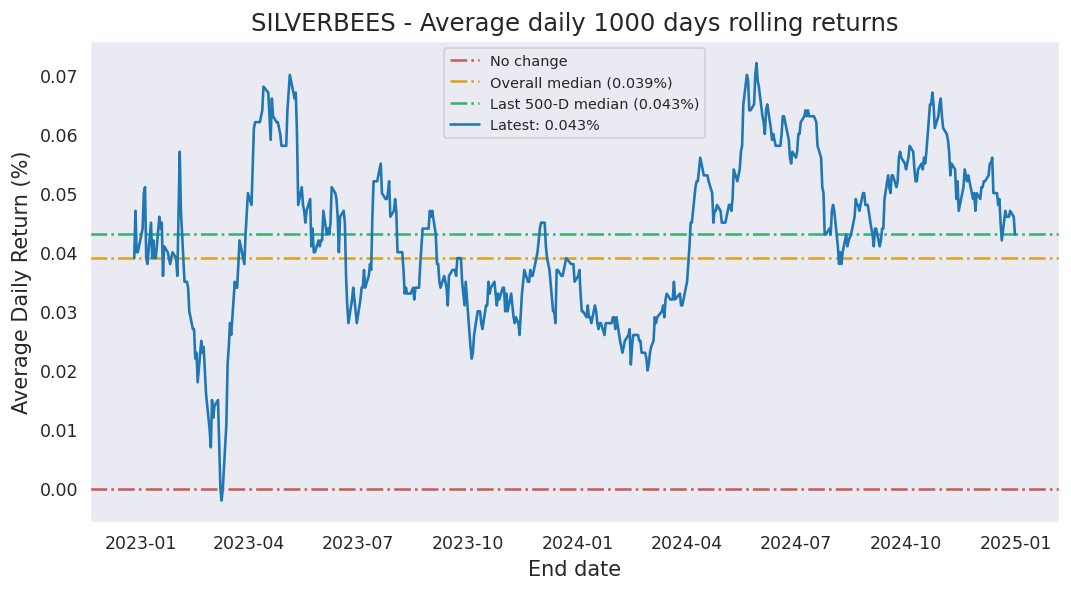 SILVERBEES - Average daily 1000 days rolling returns
No change
Overall median (0.039%)
Last 500-D median (0.043%)
Latest: 0.043%
Average Daily Return (%)
0.07
0.06
0.05
0.04
0.03
0.02
0.01
0.00
2023-01 2023-04 2023-07 2023-10 2024-01 2024-04 2024-07 2024-10 2025-01
End date